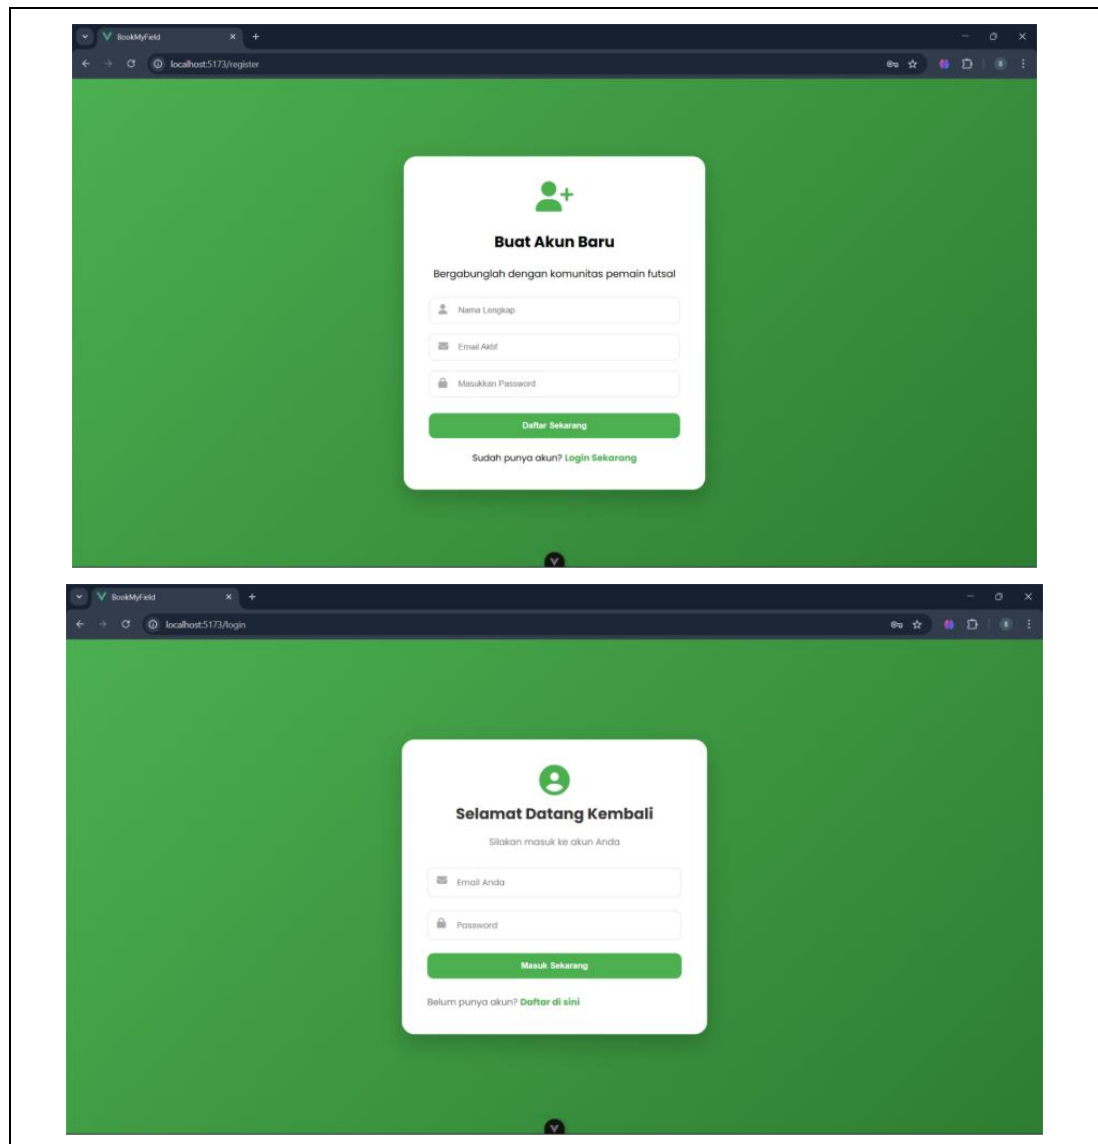 BookMyField
localhost:5173/register
Buat Akun Baru
Bergabunglah dengan komunitas pemain futsal
Nama Lengkap
Email Aktif
Masukkan Password
Daftar Sekarang
Sudah punya akun? Login Sekarang
BookMyField
localhost:5173/login
Selamat Datang Kembali
Silakan masuk ke akun Anda
Email Anda
Password
Masuk Sekarang
Belum punya akun? Daftar di sini